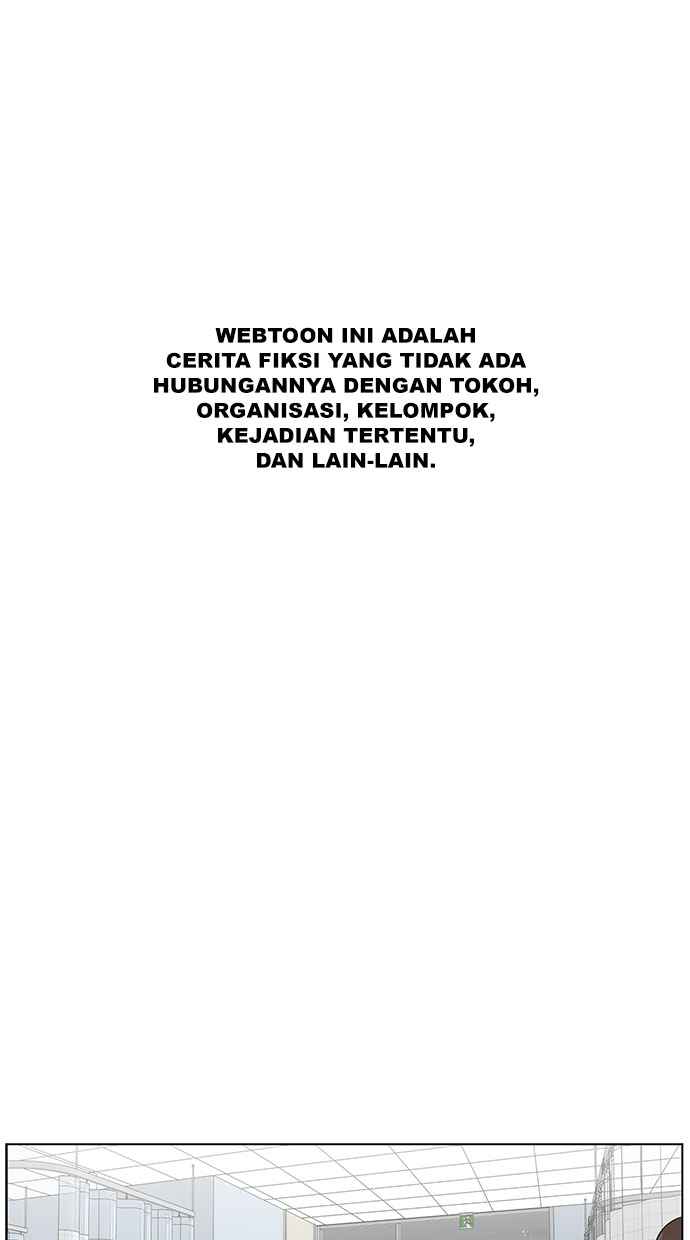 WEBTOON INI ADALAH
CERITA FIKSI YANG TIDAK ADA
HUBUNGANNYA DENGAN TOKOH,
ORGANISASI, KELOMPOK,
KEJADIAN TERTENTU,
DAN LAIN-LAIN.